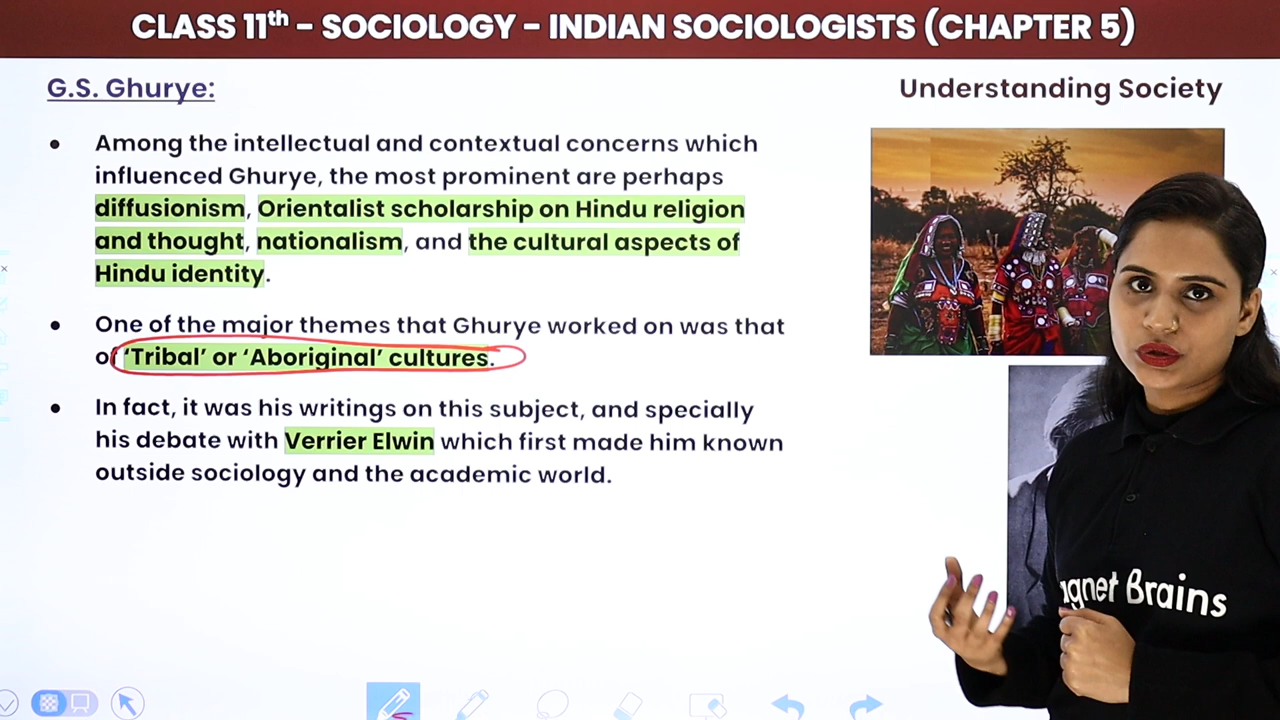 CLASS 11th - SOCIOLOGY - INDIAN SOCIOLOGISTS (CHAPTER 5)
G.S. Ghurye:
Understanding Society
• Among the intellectual and contextual concerns which
influenced Ghurye, the most prominent are perhaps
diffusionism, Orientalist scholarship on Hindu religion
and thought, nationalism, and the cultural aspects of
Hindu identity.
• One of the major themes that Ghurye worked on was that
of ‘Tribal’ or ‘Aboriginal’ cultures.
• In fact, it was his writings on this subject, and specially
his debate with Verrier Elwin which first made him known
outside sociology and the academic world.
agnet Brains